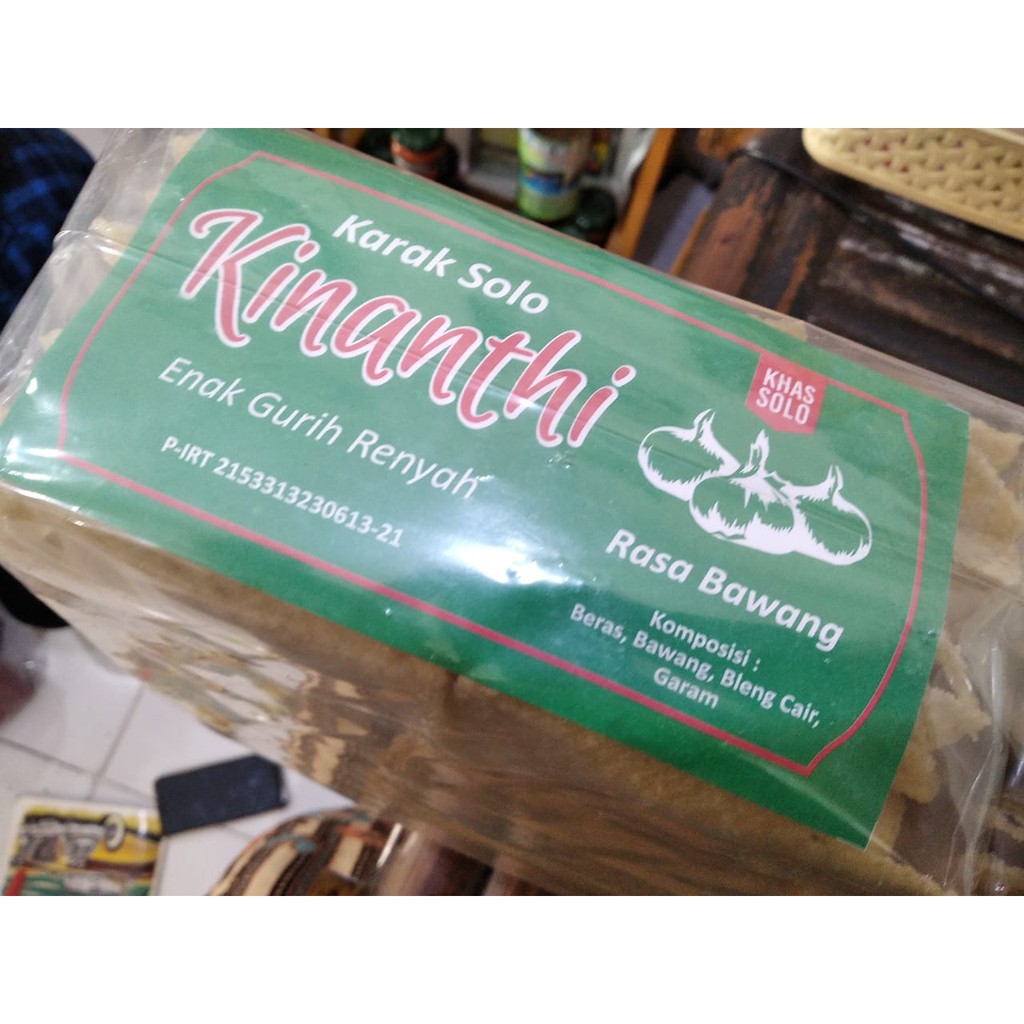 Karak Solo
Kinanthi
Enak Gurih Renyah
P-IRT 2153313230613-21
KHAS
SOLO
Rasa Bawang
Komposisi :
Beras, Bawang, Bleng Cair,
Garam